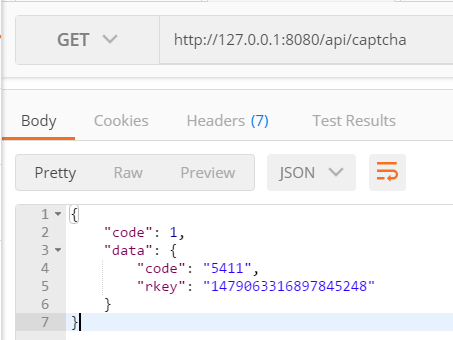 GET http://127.0.0.1:8080/api/captcha
Body Cookies Headers (7) Test Results
Pretty Raw Preview JSON
1 {
2 "code": 1,
3 "data": {
4 "code": "5411",
5 "rkey": "1479063316897845248"
6 }
7 }